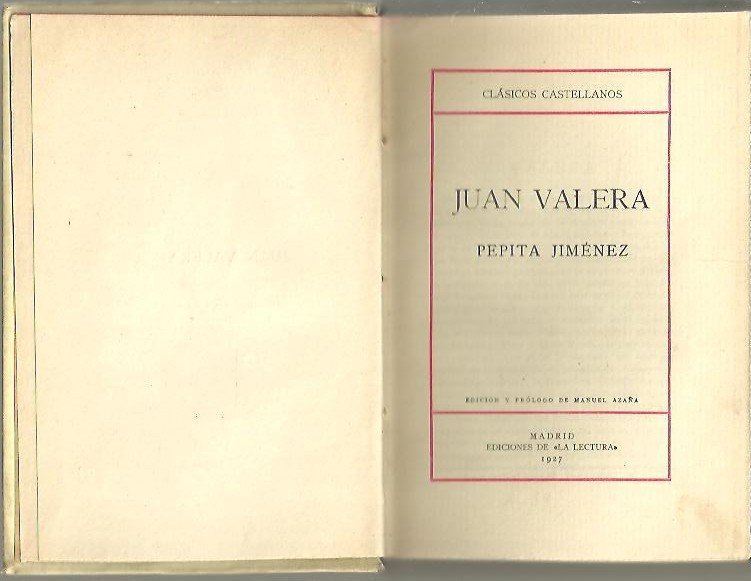 CLÁSICOS CASTELLANOS
JUAN VALERA
PEPITA JIMÉNEZ
EDICIÓN Y PRÓLOGO DE MANUEL AZAÑA
MADRID
EDICIONES DE «LA LECTURA»
1927